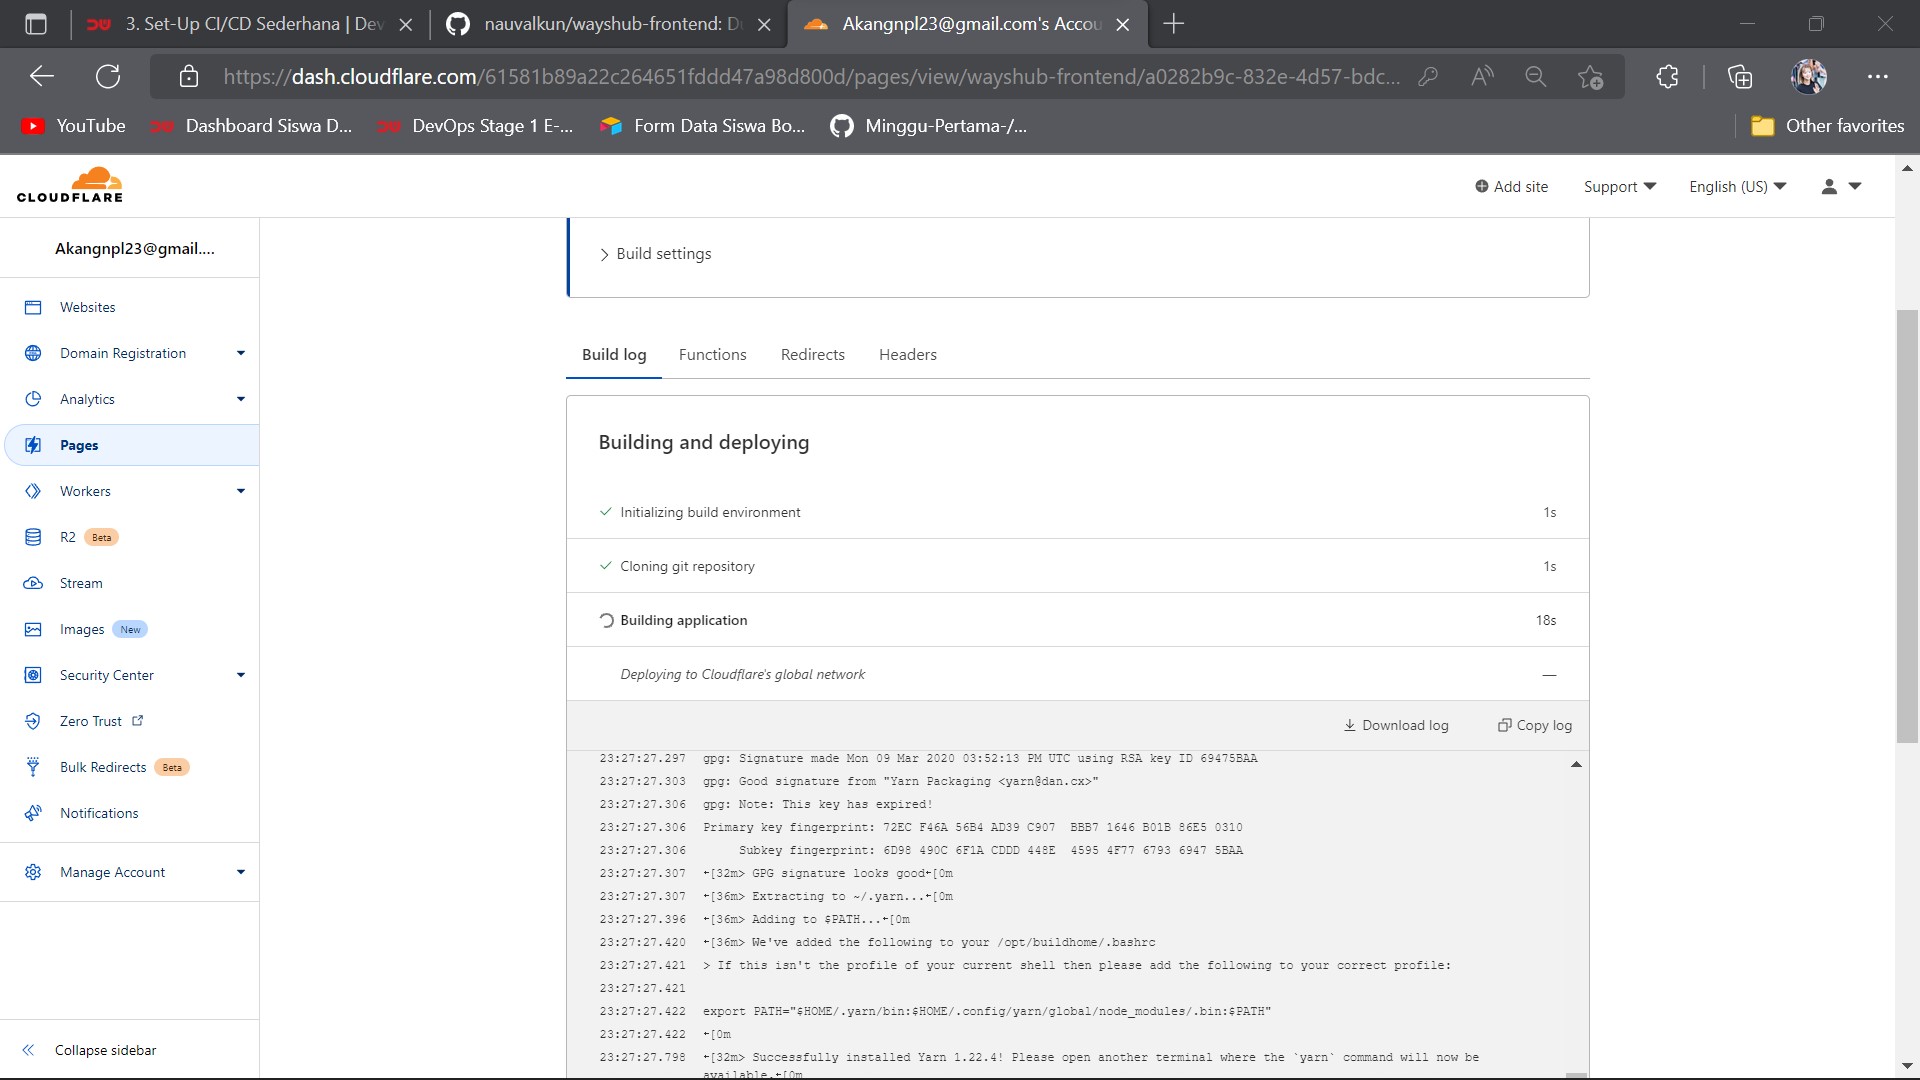 3. Set-Up CI/CD Sederhana | Dev
nauvalkun/wayshub-frontend: Du
Akangnpl23@gmail.com's Accou
https://dash.cloudflare.com/61581b89a22c264651fddd47a98d800d/pages/view/wayshub-frontend/a0282b9c-832e-4d57-bdc...
YouTube
Dashboard Siswa D...
DevOps Stage 1 E-...
Form Data Siswa Bo...
Minggu-Pertama-/...
Other favorites
CLOUDFLARE
Add site
Support
English (US)
Akangnpl23@gmail....
Websites
Domain Registration
Analytics
Pages
Workers
R2 Beta
Stream
Images New
Security Center
Zero Trust
Bulk Redirects Beta
Notifications
Manage Account
Collapse sidebar
Build settings
Build log
Functions
Redirects
Headers
Building and deploying
Initializing build environment 1s
Cloning git repository 1s
Building application 18s
Deploying to Cloudflare's global network —
Download log
Copy log
23:27:27.297 gpg: Signature made Mon 09 Mar 2020 03:52:13 PM UTC using RSA key ID 69475BAA
23:27:27.303 gpg: Good signature from "Yarn Packaging <yarn@dan.cx>"
23:27:27.306 gpg: Note: This key has expired!
23:27:27.306 Primary key fingerprint: 72EC F46A 56B4 AD39 C907  BBB7 1646 B01B 86E5 0310
23:27:27.306      Subkey fingerprint: 6D98 490C 6F1A CDDD 448E  4595 4F77 6793 6947 5BAA
23:27:27.307 ←[32m> GPG signature looks good←[0m
23:27:27.307 ←[36m> Extracting to ~/.yarn...←[0m
23:27:27.396 ←[36m> Adding to $PATH...←[0m
23:27:27.420 ←[36m> We've added the following to your /opt/buildhome/.bashrc
23:27:27.421 > If this isn't the profile of your current shell then please add the following to your correct profile:
23:27:27.421
23:27:27.422 export PATH="$HOME/.yarn/bin:$HOME/.config/yarn/global/node_modules/.bin:$PATH"
23:27:27.422 ←[0m
23:27:27.798 ←[32m> Successfully installed Yarn 1.22.4! Please open another terminal where the `yarn` command will now be
available.←[0m